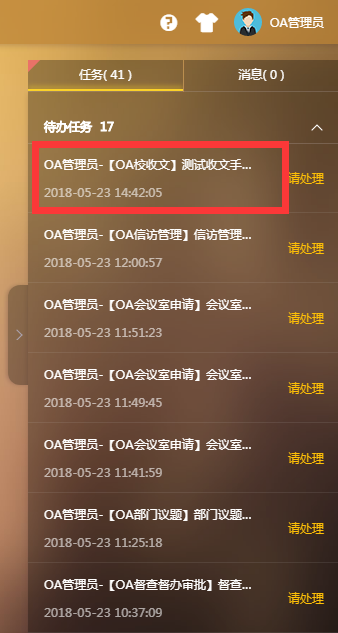 OA管理员
任务( 41 )
消息( 0 )
待办任务 17
OA管理员-【OA校收文】测试收文手...
请处理
2018-05-23 14:42:05
OA管理员-【OA信访管理】信访管理...
请处理
2018-05-23 12:00:57
OA管理员-【OA会议室申请】会议室...
请处理
2018-05-23 11:51:23
OA管理员-【OA会议室申请】会议室...
请处理
2018-05-23 11:49:45
OA管理员-【OA会议室申请】会议室...
请处理
2018-05-23 11:41:59
OA管理员-【OA部门议题】部门议题...
请处理
2018-05-23 11:25:18
OA管理员-【OA督查督办审批】督查...
请处理
2018-05-23 10:37:09